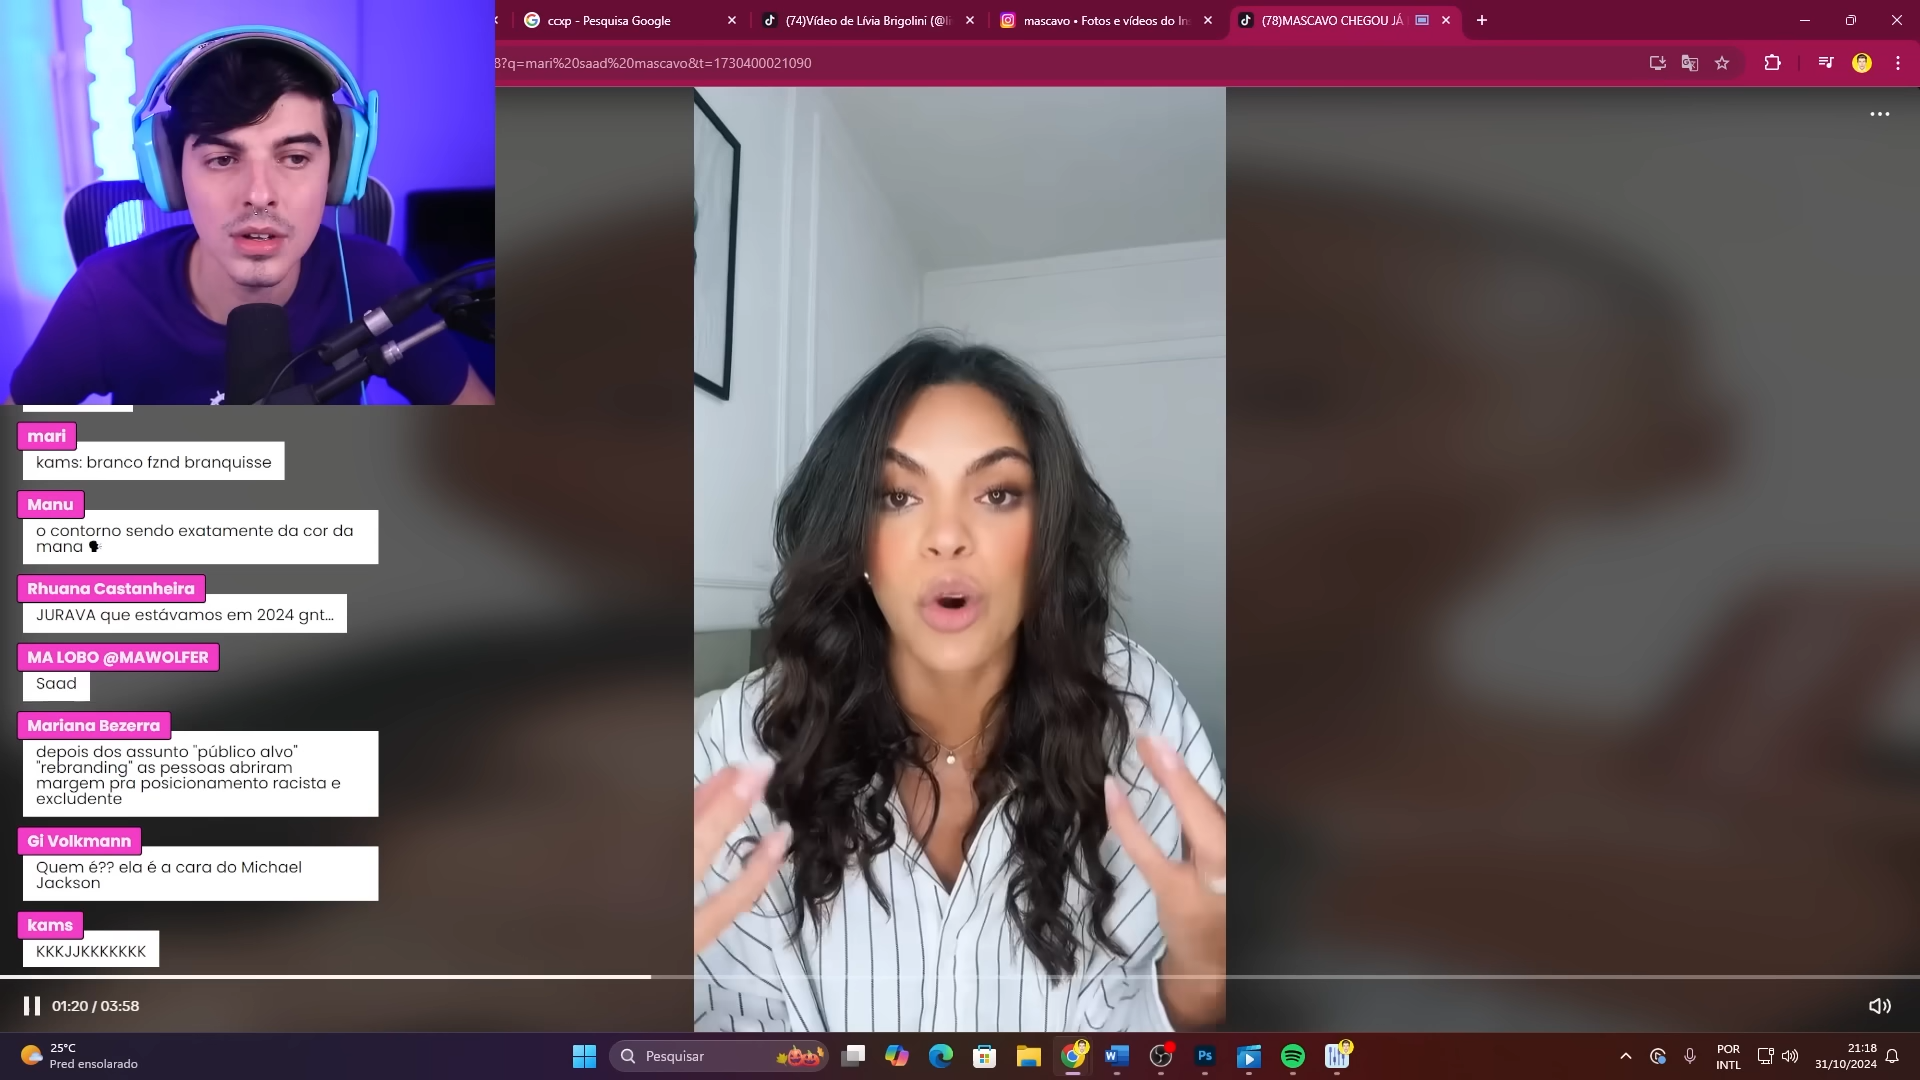 ccxp - Pesquisa Google
(74)Vídeo de Lívia Brigolini (@li
mascavo • Fotos e vídeos do In
(78)MASCAVO CHEGOU JÁ
8?q=mari%20saad%20mascavo&t=1730400021090
mari
kams: branco fznd branquisse
Manu
o contorno sendo exatamente da cor da
mana 🗣
Rhuana Castanheira
JURAVA que estávamos em 2024 gnt...
MA LOBO @MAWOLFER
Saad
Mariana Bezerra
depois dos assunto "público alvo"
"rebranding" as pessoas abriram
margem pra posicionamento racista e
excludente
Gi Volkmann
Quem é?? ela é a cara do Michael
Jackson
kams
KKKJJKKKKKKK
01:20 / 03:58
25°C
Pred ensolarado
Pesquisar
W
Ps
POR
INTL
21:18
31/10/2024